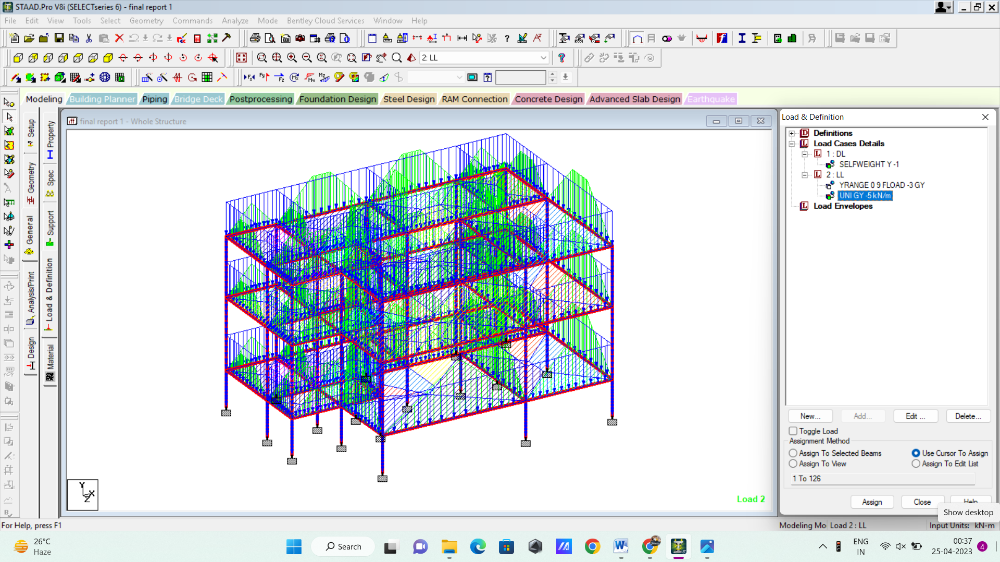 STAAD.Pro V8i (SELECTseries 6) - final report 1
File Edit View Tools Select Geometry Commands Analyze Mode Bentley Cloud Services Window Help
2: LL
Modeling Building Planner Piping Bridge Deck Postprocessing Foundation Design Steel Design RAM Connection Concrete Design Advanced Slab Design Earthquake
Setup
Geometry
General
Analysis/Print
Design
Property
Spec
Support
Load & Definition
Material
final report 1 - Whole Structure
Y
X
Z
Load 2
Load & Definition
Definitions
Load Cases Details
1 : DL
SELFWEIGHT Y -1
2 : LL
YRANGE 0 9 FLOAD -3 GY
UNI GY -5 kN/m
Load Envelopes
New... Add... Edit ... Delete...
Toggle Load
Assignment Method
Assign To Selected Beams Use Cursor To Assign
Assign To View Assign To Edit List
1 To 126
Assign Close Help
Show desktop
For Help, press F1 Modeling Mo Load 2 : LL Input Units: kN-m
26°C
Haze
Search
ENG
IN
00:37
25-04-2023
4